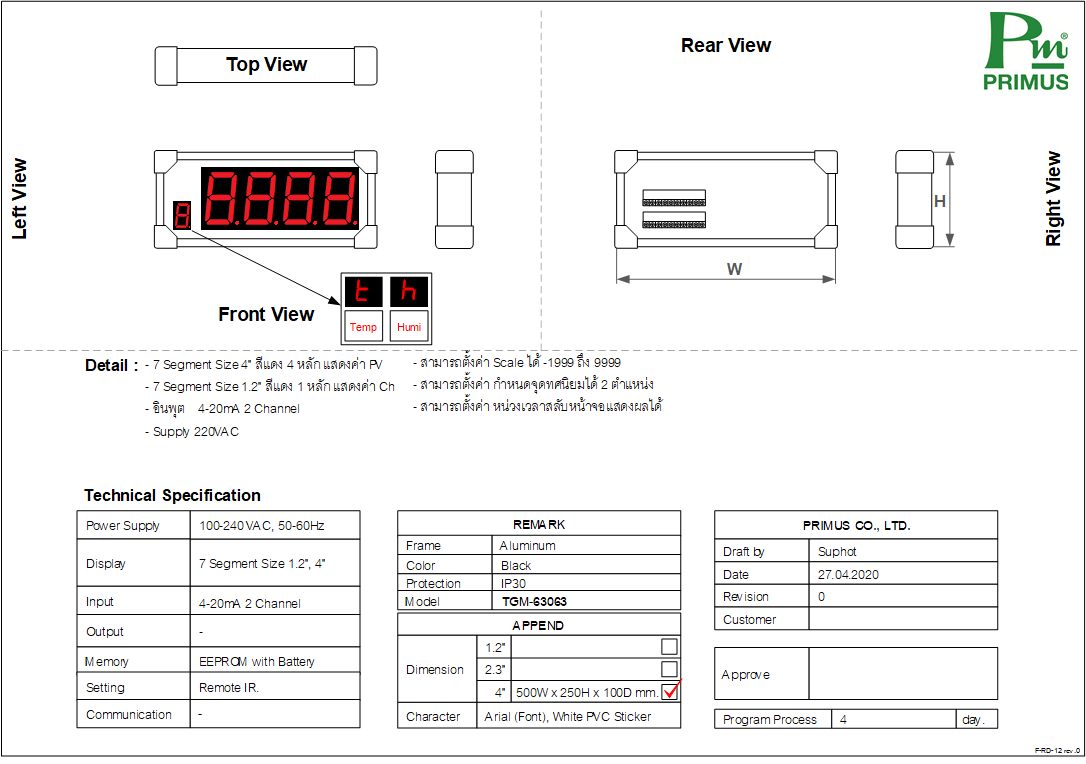 Top View
Rear View
Pm®
PRIMUS
Left View
Right View
H
W
8
8.8.8.8.
t h
Temp Humi
Front View
Detail : - 7 Segment Size 4" สีแดง 4 หลัก แสดงค่า PV
- 7 Segment Size 1.2" สีแดง 1 หลัก แสดงค่า Ch
- อินพุต 4-20mA 2 Channel
- Supply 220VAC
- สามารถตั้งค่า Scale ได้ -1999 ถึง 9999
- สามารถตั้งค่า กำหนดจุดทศนิยมได้ 2 ตำแหน่ง
- สามารถตั้งค่า หน่วงเวลาสลับหน้าจอแสดงผลได้
Technical Specification
Power Supply 100-240 VAC, 50-60Hz
Display 7 Segment Size 1.2", 4"
Input 4-20mA 2 Channel
Output -
Memory EEPROM with Battery
Setting Remote IR.
Communication -
REMARK
Frame Aluminum
Color Black
Protection IP30
Model TGM-63063
APPEND
Dimension
1.2"
2.3"
4" 500W x 250H x 100D mm.
Character Arial (Font), White PVC Sticker
PRIMUS CO., LTD.
Draft by Suphot
Date 27.04.2020
Revision 0
Customer
Approve
Program Process 4 day.
F-RD-12 rev.0